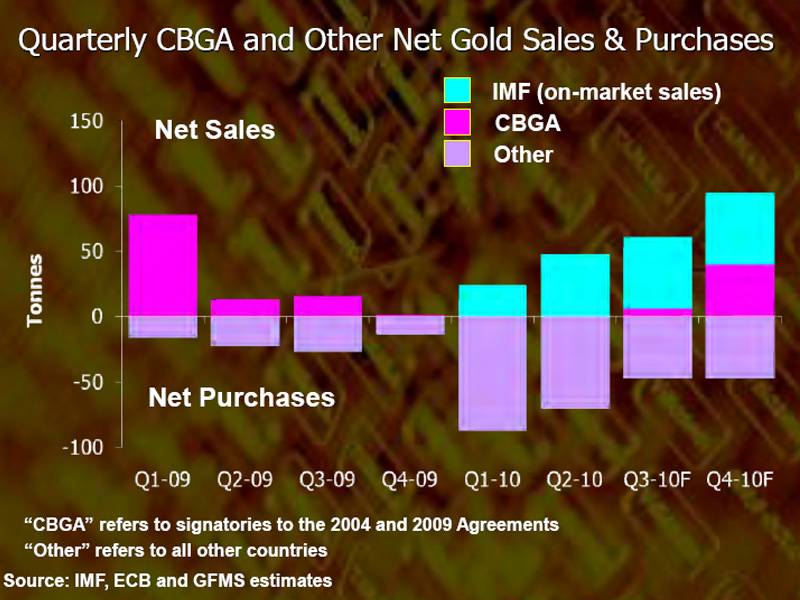 Quarterly CBGA and Other Net Gold Sales & Purchases
IMF (on-market sales)
CBGA
Other
Net Sales
150
100
50
0
-50
-100
Tonnes
Net Purchases
Q1-09 Q2-09 Q3-09 Q4-09 Q1-10 Q2-10 Q3-10F Q4-10F
“CBGA” refers to signatories to the 2004 and 2009 Agreements
“Other” refers to all other countries
Source: IMF, ECB and GFMS estimates